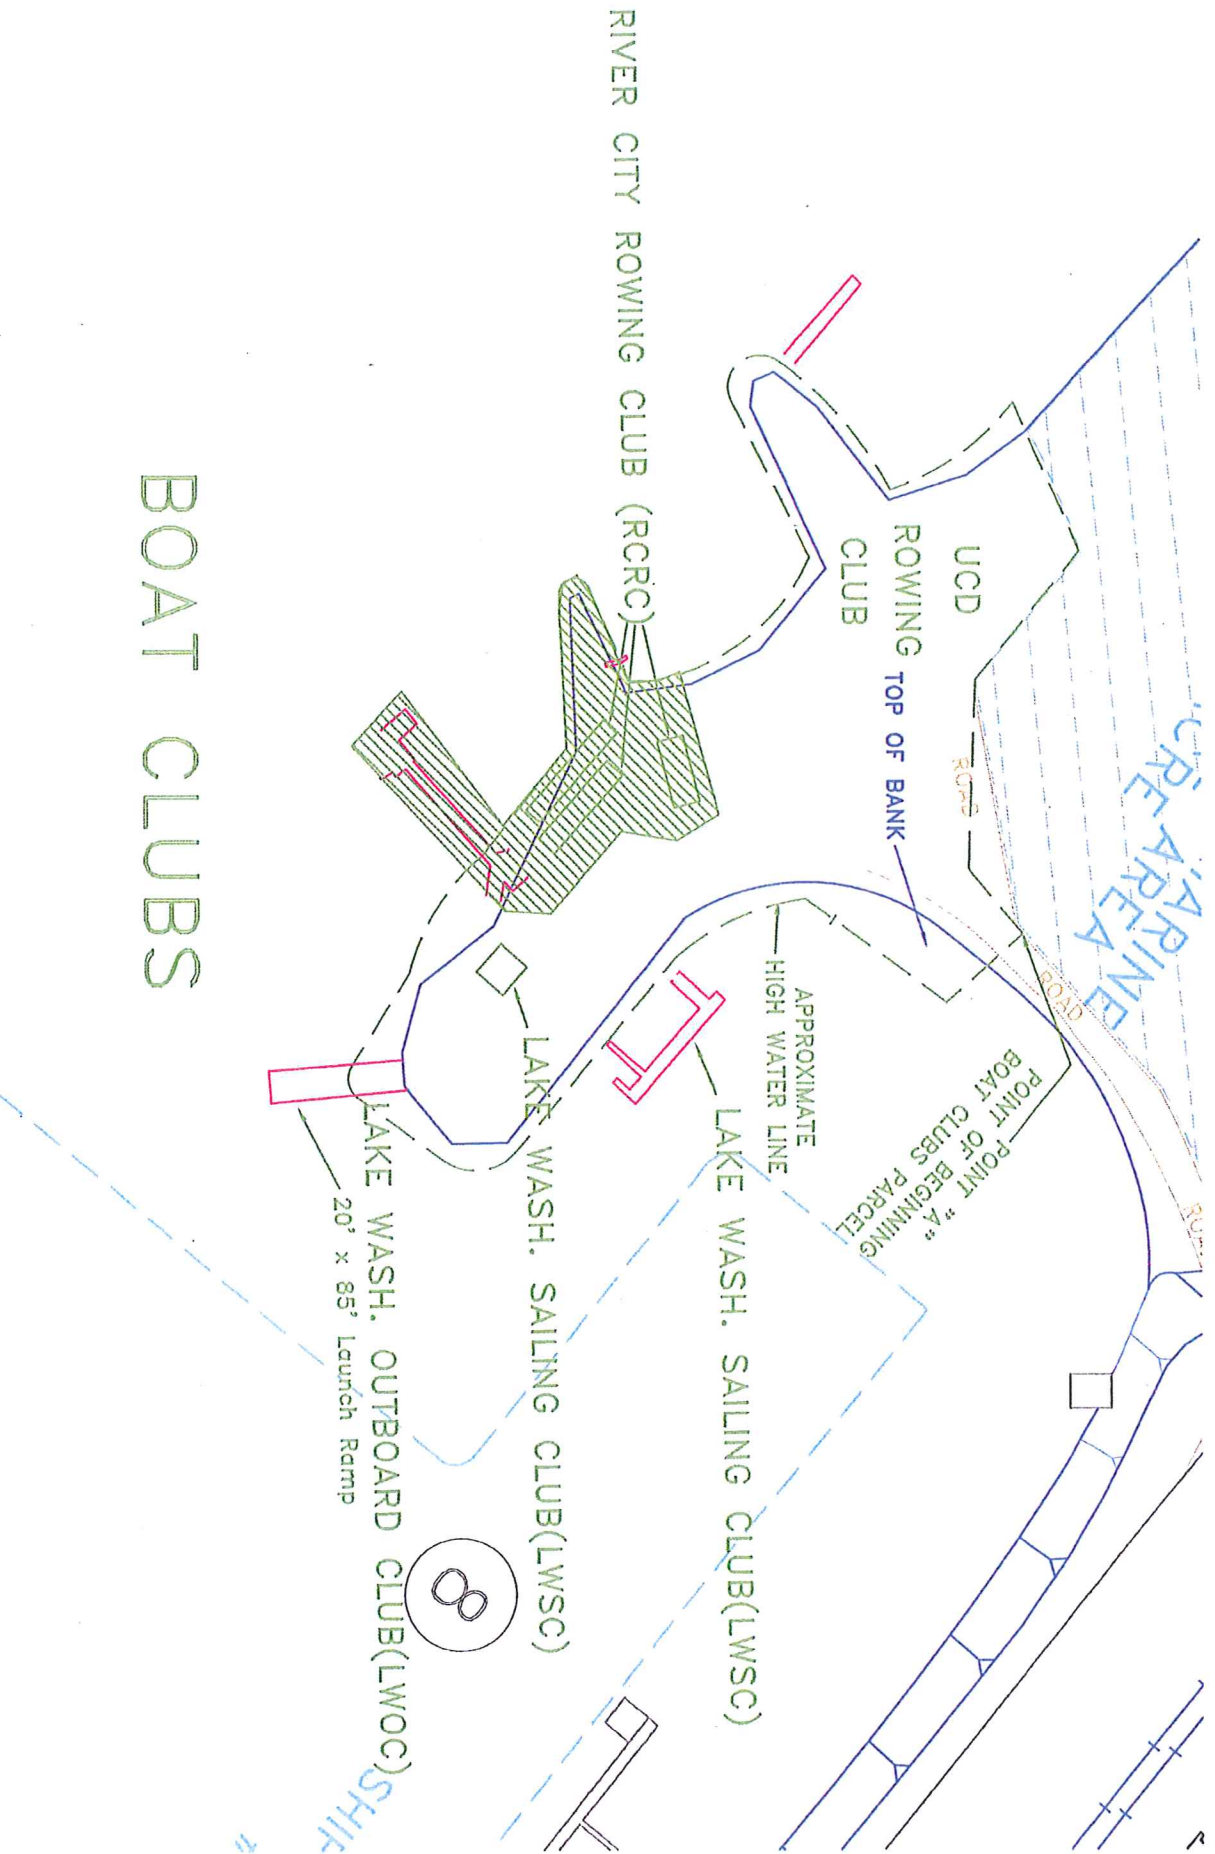 RIVER CITY ROWING CLUB (RCRC)
UCD
ROWING
CLUB
TOP OF BANK
ROAD
ROAD
AREA
APPROXIMATE
HIGH WATER LINE
POINT "A"
POINT OF BEGINNING
BOAT CLUBS PARCEL
LAKE WASH. SAILING CLUB(LWSC)
LAKE WASH. SAILING CLUB(LWSC)
LAKE WASH. OUTBOARD CLUB(LWOC)
20' x 85' Launch Ramp
8
BOAT CLUBS